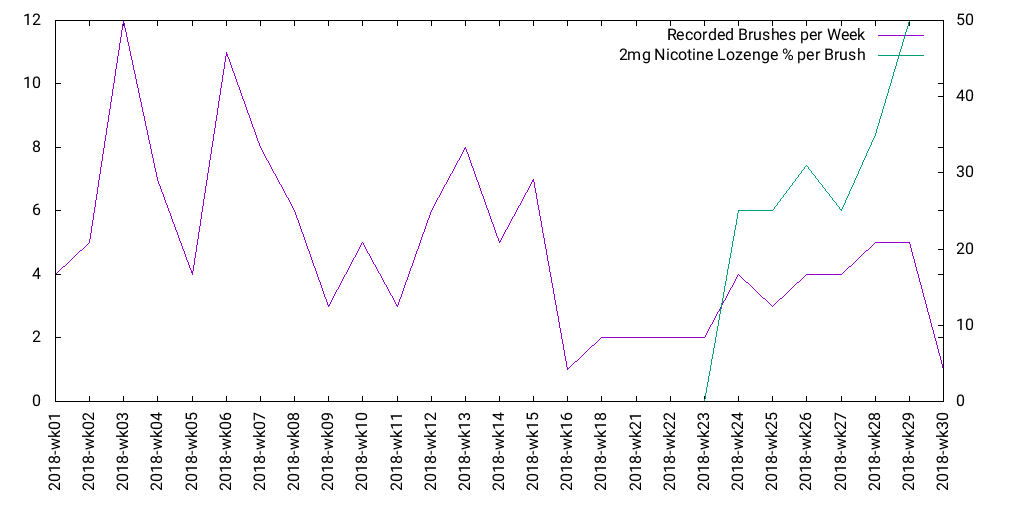 Recorded Brushes per Week
2mg Nicotine Lozenge % per Brush
12
10
8
6
4
2
0
50
40
30
20
10
0
2018-wk01
2018-wk02
2018-wk03
2018-wk04
2018-wk05
2018-wk06
2018-wk07
2018-wk08
2018-wk09
2018-wk10
2018-wk11
2018-wk12
2018-wk13
2018-wk14
2018-wk15
2018-wk16
2018-wk18
2018-wk21
2018-wk22
2018-wk23
2018-wk24
2018-wk25
2018-wk26
2018-wk27
2018-wk28
2018-wk29
2018-wk30